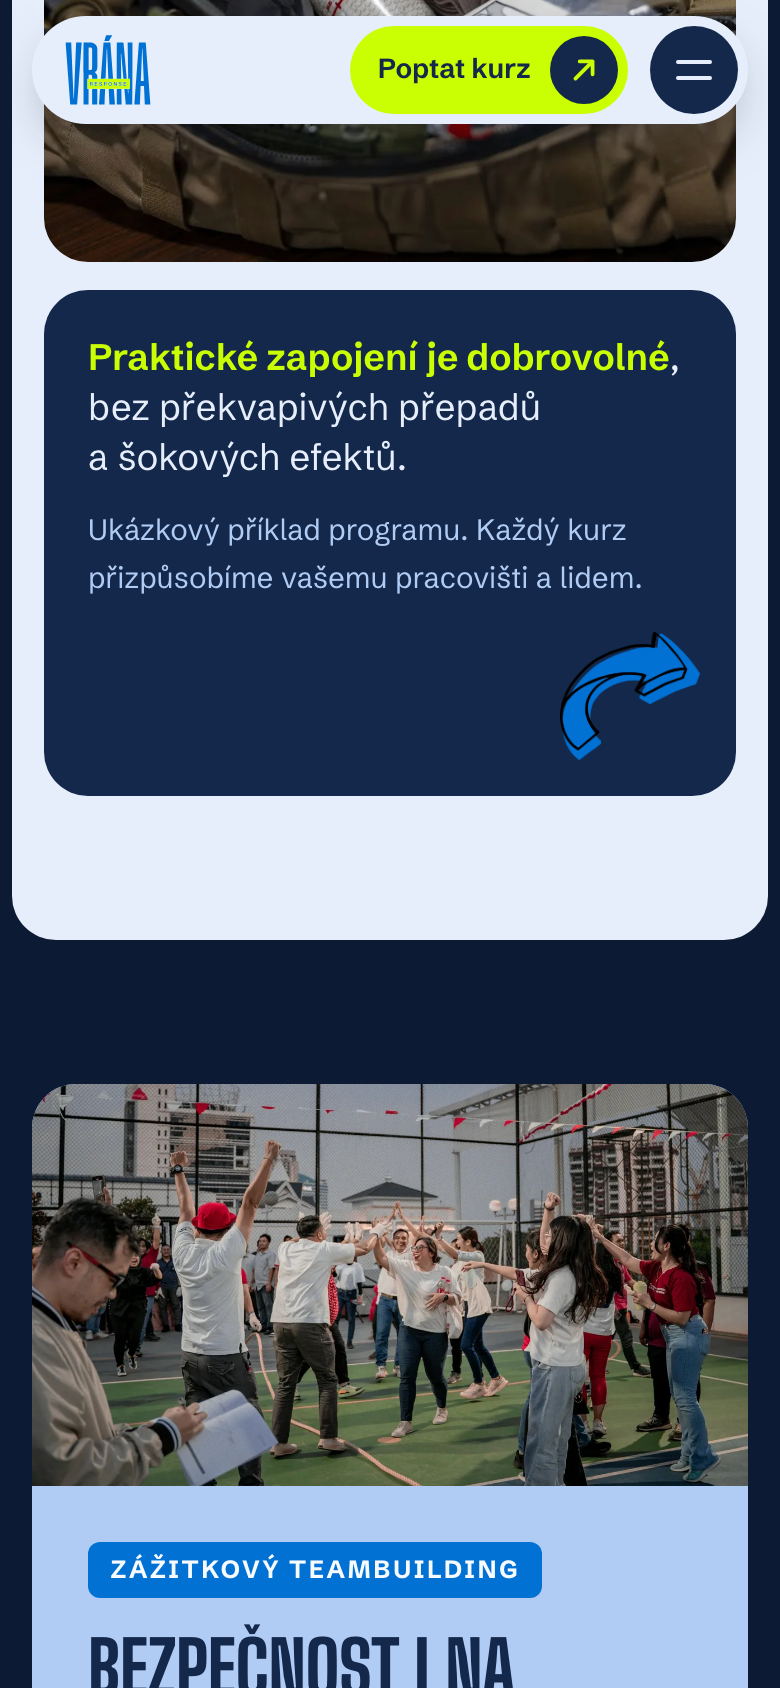 VRÁNA
RESPONSE
Poptat kurz
Praktické zapojení je dobrovolné,
bez překvapivých přepadů
a šokových efektů.
Ukázkový příklad programu. Každý kurz
přizpůsobíme vašemu pracovišti a lidem.
ZÁŽITKOVÝ TEAMBUILDING
BEZPEČNOST I NA